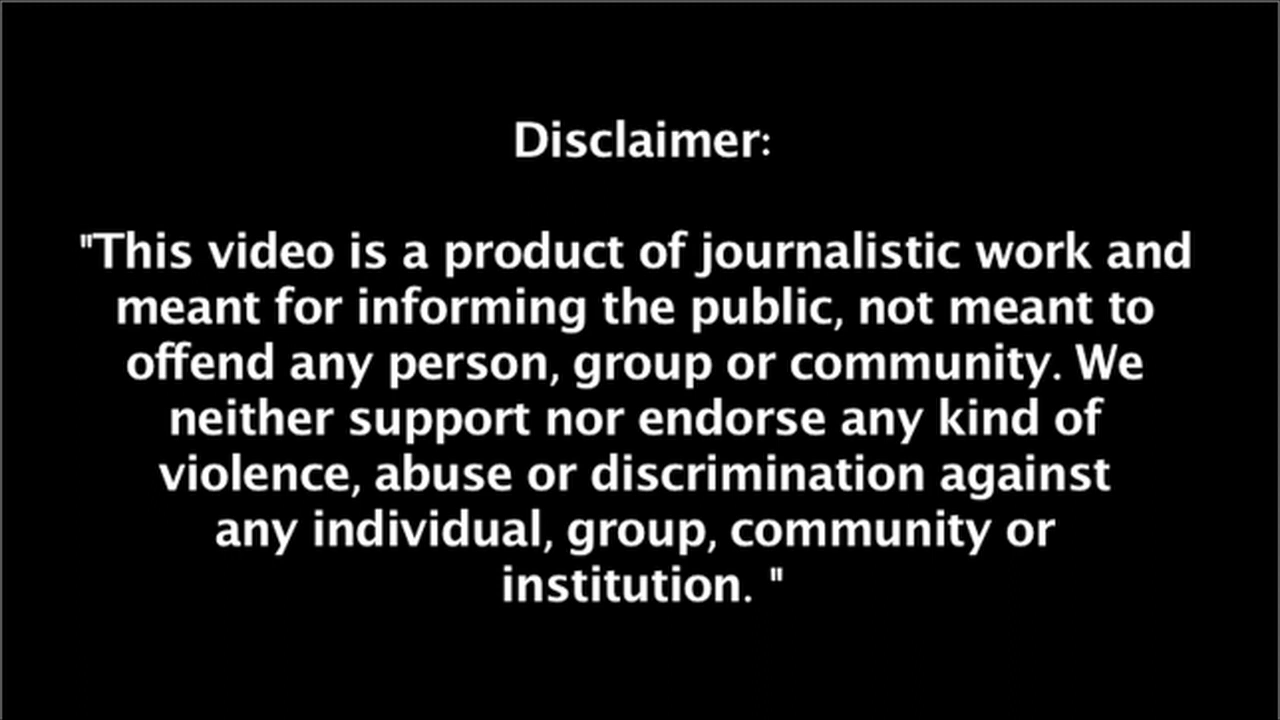 Disclaimer:
"This video is a product of journalistic work and
meant for informing the public, not meant to
offend any person, group or community. We
neither support nor endorse any kind of
violence, abuse or discrimination against
any individual, group, community or
institution. "